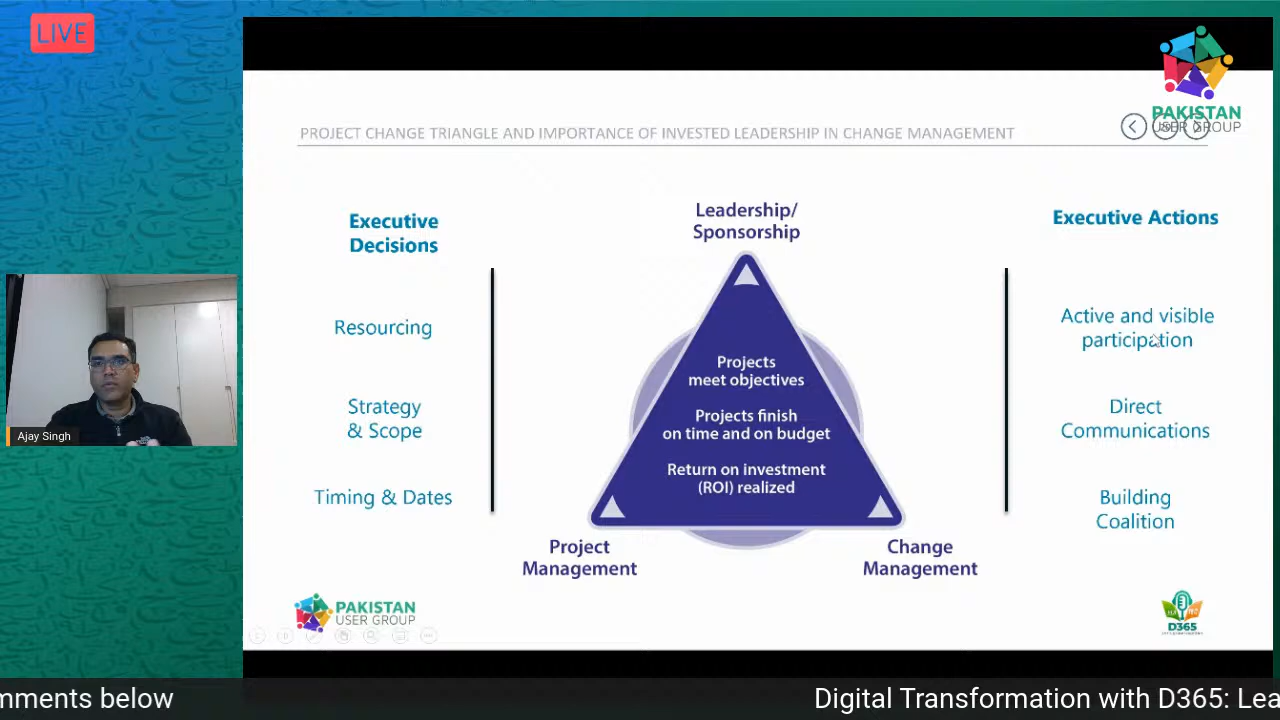 LIVE
PAKISTAN
USER GROUP
PROJECT CHANGE TRIANGLE AND IMPORTANCE OF INVESTED LEADERSHIP IN CHANGE MANAGEMENT
Executive
Decisions
Resourcing
Strategy
& Scope
Timing & Dates
Leadership/
Sponsorship
Projects
meet objectives
Projects finish
on time and on budget
Return on investment
(ROI) realized
Project
Management
Change
Management
Executive Actions
Active and visible
participation
Direct
Communications
Building
Coalition
Ajay Singh
PAKISTAN
USER GROUP
D365
mments below
Digital Transformation with D365: Lea